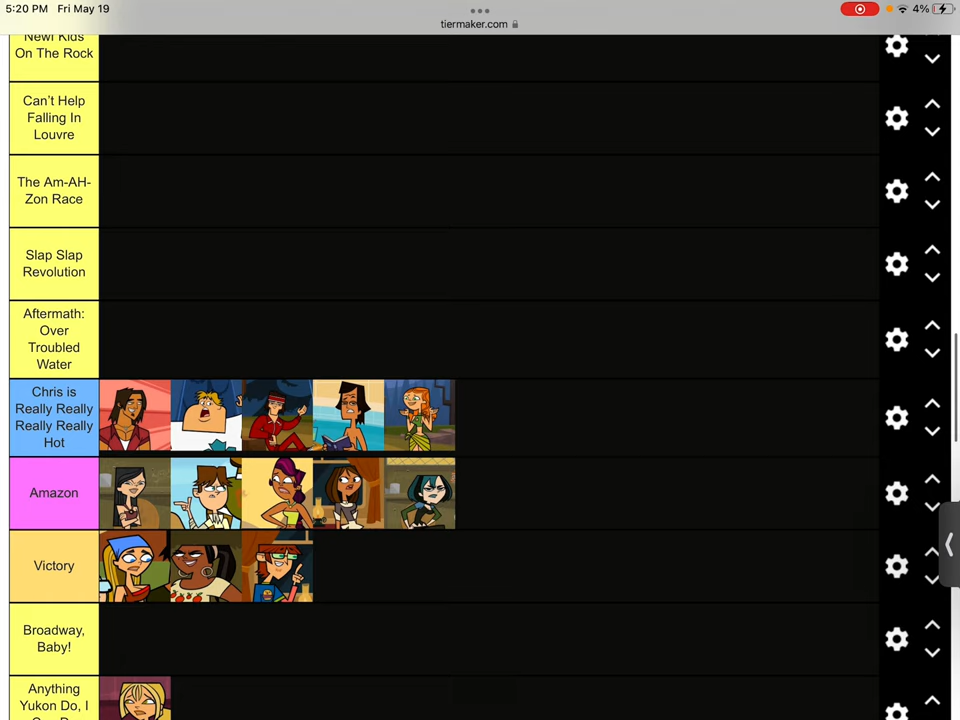 5:20 PM Fri May 19
4%
tiermaker.com
Newf Kids
On The Rock
Can't Help
Falling In
Louvre
The Am-AH-
Zon Race
Slap Slap
Revolution
Aftermath:
Over
Troubled
Water
Chris is
Really Really
Really Really
Hot
Amazon
Victory
Broadway,
Baby!
Anything
Yukon Do, I